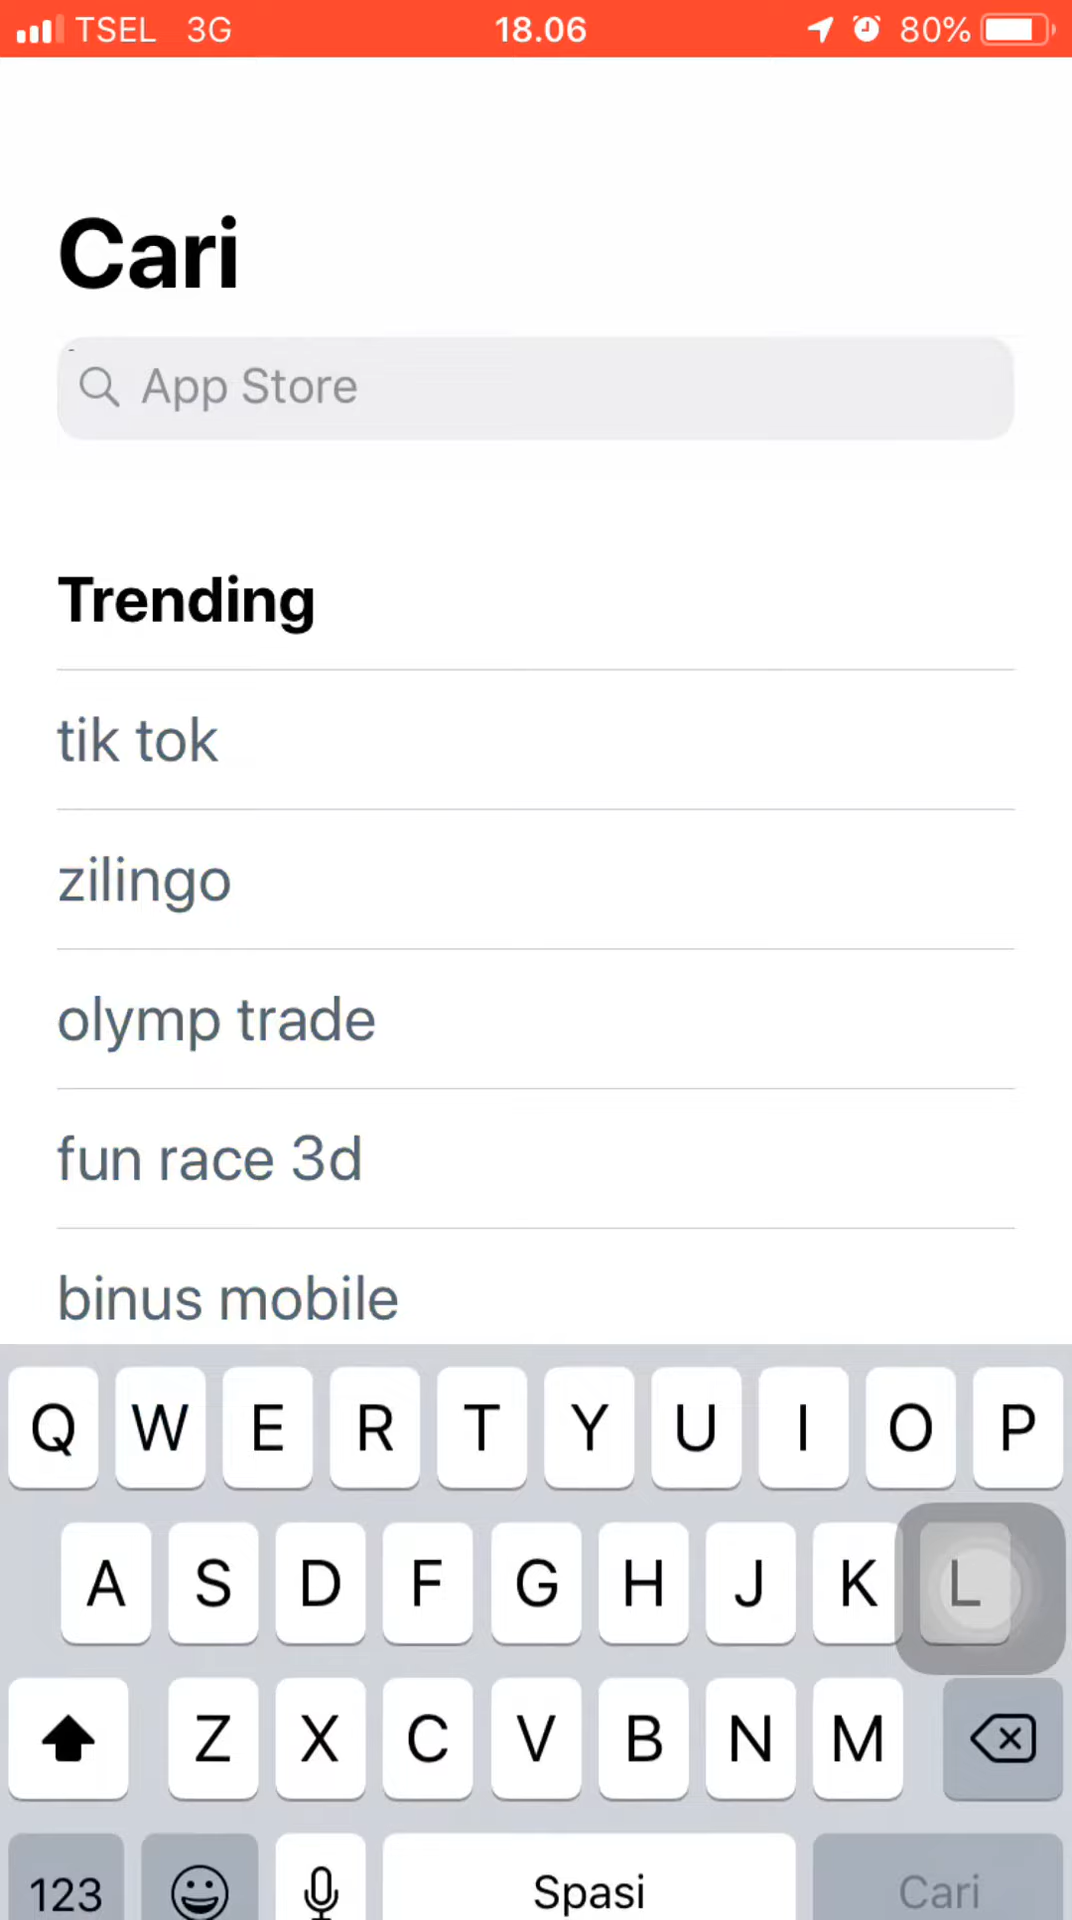 TSEL 3G 18.06 80%
Cari
App Store
Trending
tik tok
zilingo
olymp trade
fun race 3d
binus mobile
Q W E R T Y U I O P
A S D F G H J K L
Z X C V B N M
123 Spasi Cari